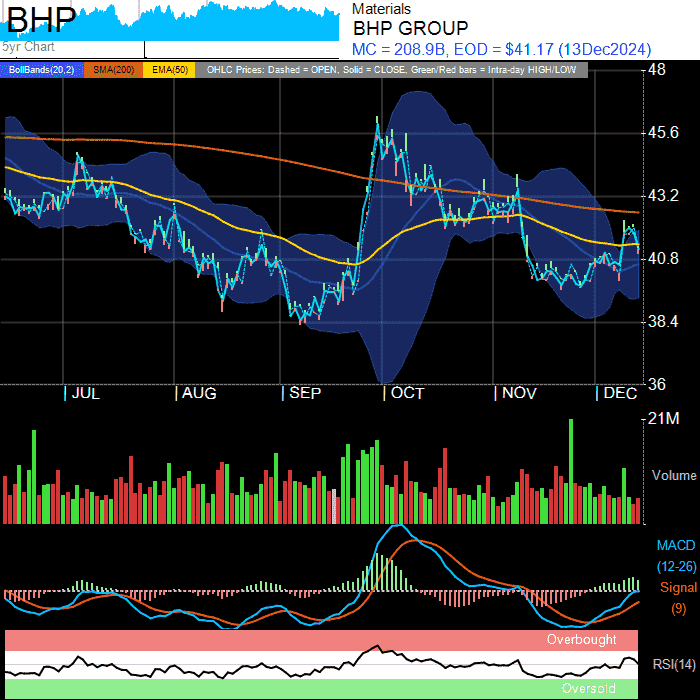 BHP
5yr Chart
Materials
BHP GROUP
MC = 208.9B, EOD = $41.17 (13Dec2024)
BollBands(20,2) SMA(200) EMA(50) OHLC Prices: Dashed = OPEN, Solid = CLOSE, Green/Red bars = Intra-day HIGH/LOW
48
45.6
43.2
40.8
38.4
36
JUL AUG SEP OCT NOV DEC
21M
Volume
MACD
(12-26)
Signal
(9)
Overbought
RSI(14)
Oversold